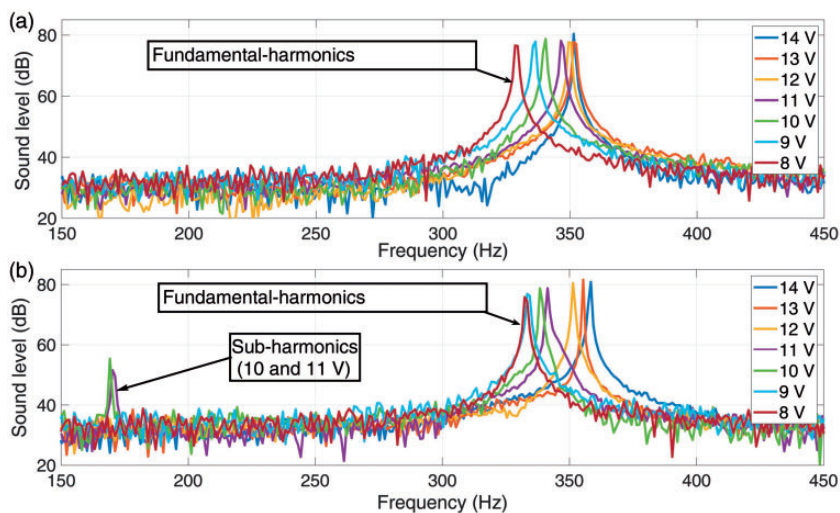 (a)
Fundamental-harmonics
14 V
13 V
12 V
11 V
10 V
9 V
8 V
Sound level (dB)
80
60
40
20
150 200 250 300 350 400 450
Frequency (Hz)
(b)
Fundamental-harmonics
Sub-harmonics
(10 and 11 V)
14 V
13 V
12 V
11 V
10 V
9 V
8 V
Sound level (dB)
80
60
40
20
150 200 250 300 350 400 450
Frequency (Hz)